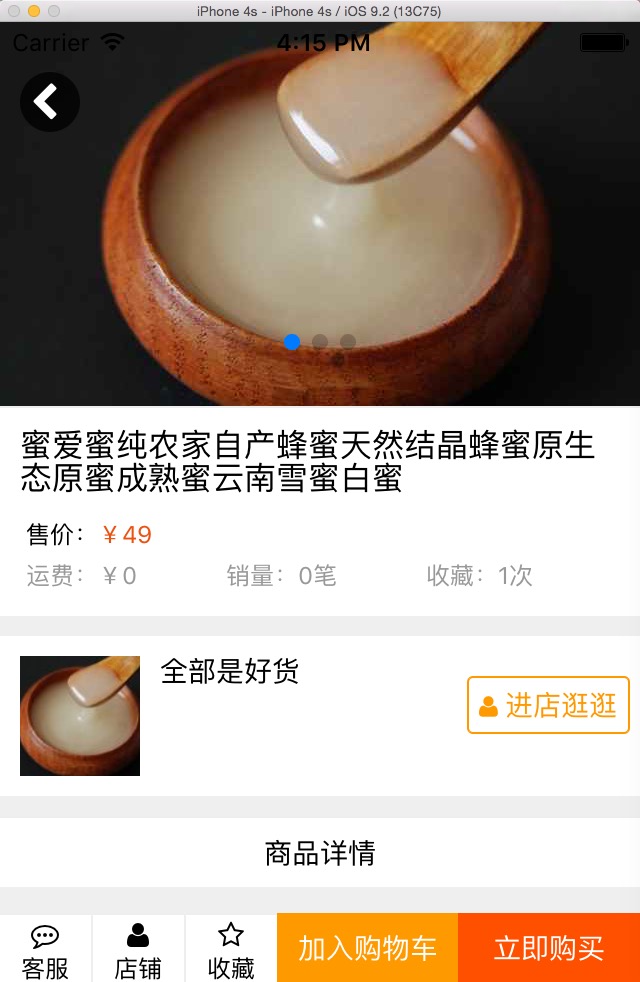 iPhone 4s - iPhone 4s / iOS 9.2 (13C75)
Carrier 4:15 PM
蜜爱蜜纯农家自产蜂蜜天然结晶蜂蜜原生
态原蜜成熟蜜云南雪蜜白蜜
售价：￥49
运费：￥0 销量：0笔 收藏：1次
全部是好货
进店逛逛
商品详情
客服 店铺 收藏 加入购物车 立即购买